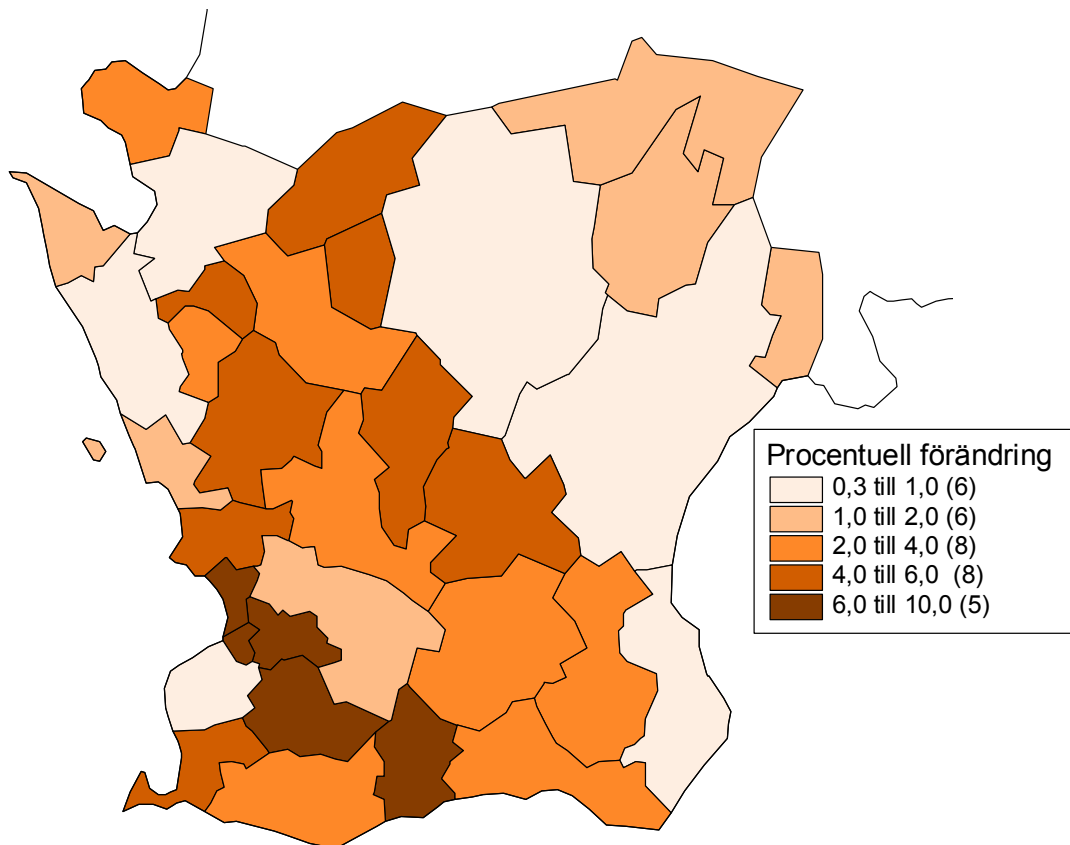 Procentuell förändring
0,3 till 1,0 (6)
1,0 till 2,0 (6)
2,0 till 4,0 (8)
4,0 till 6,0 (8)
6,0 till 10,0 (5)